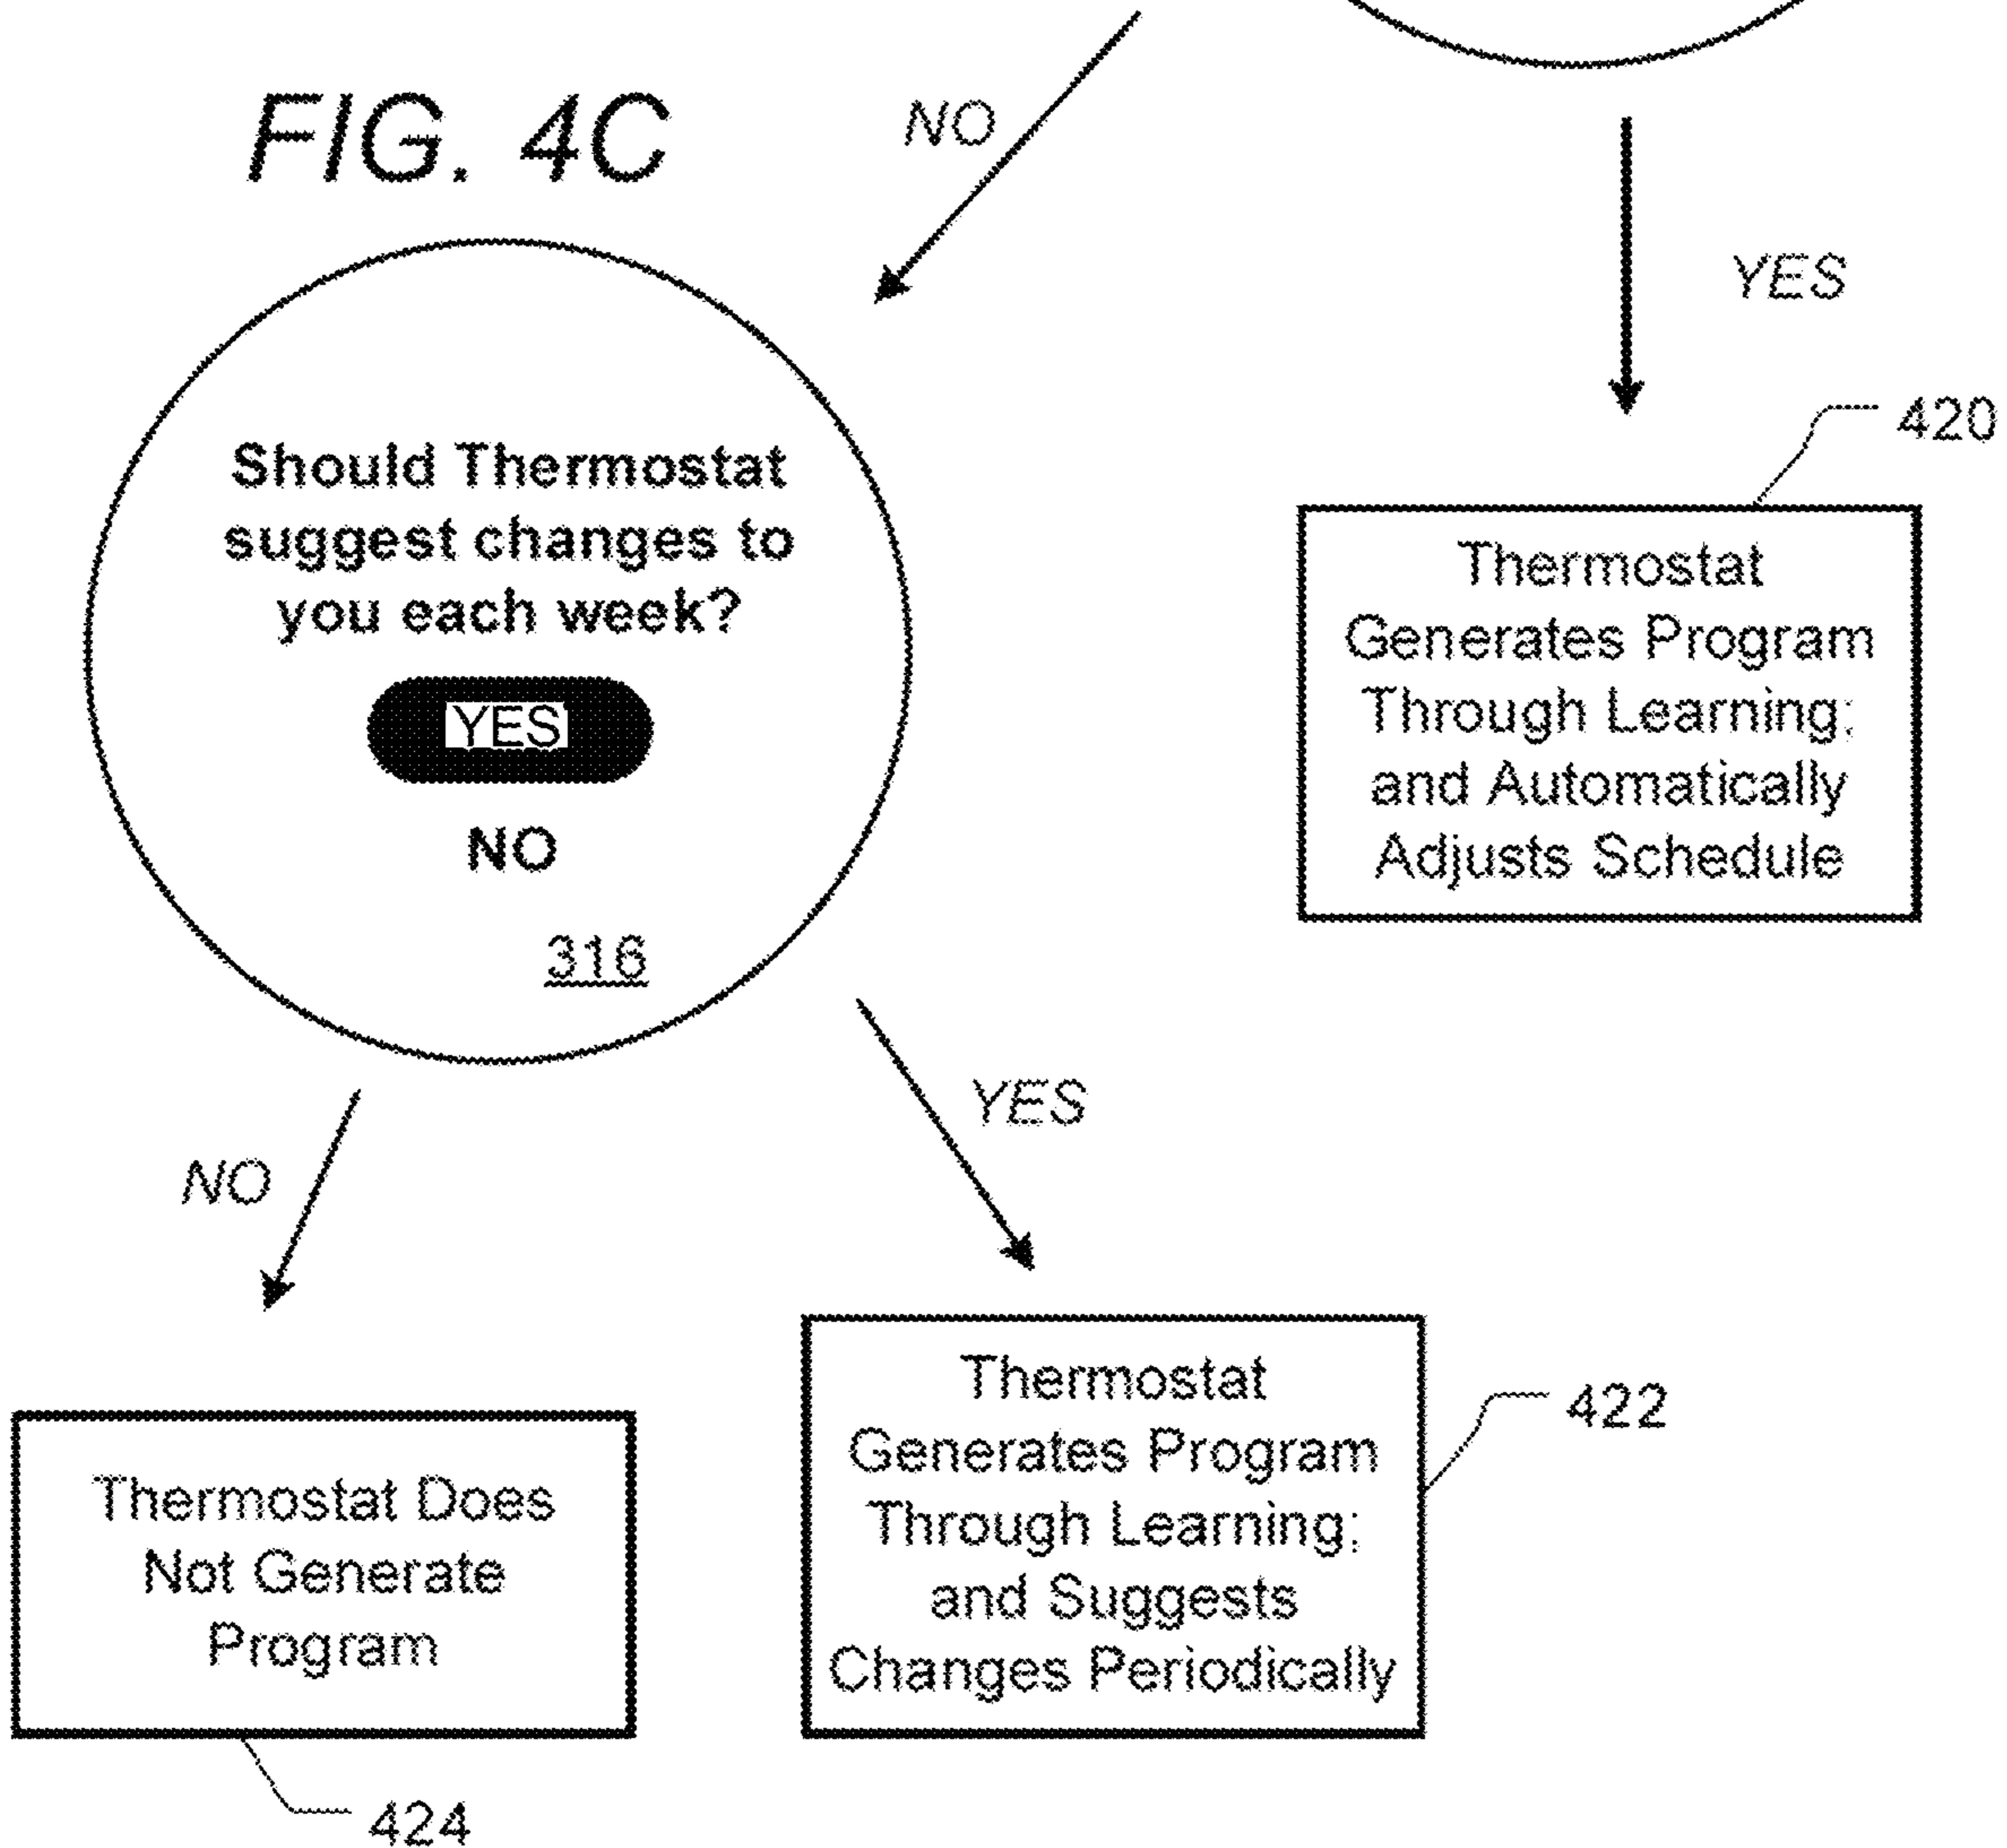 FIG. 4C
NO
YES
420
Should Thermostat
suggest changes to
you each week?
YES
NO
316
Thermostat
Generates Program
Through Learning;
and Automatically
Adjusts Schedule
NO
YES
Thermostat Does
Not Generate
Program
424
Thermostat
Generates Program
Through Learning;
and Suggests
Changes Periodically
422